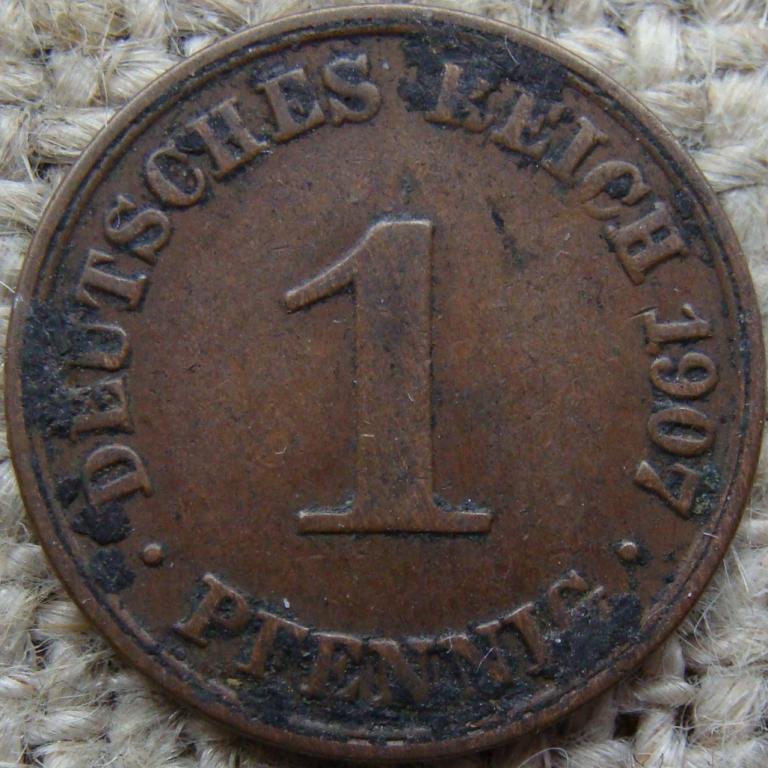 DEUTSCHES REICH 1907
1
· PFENNIG ·